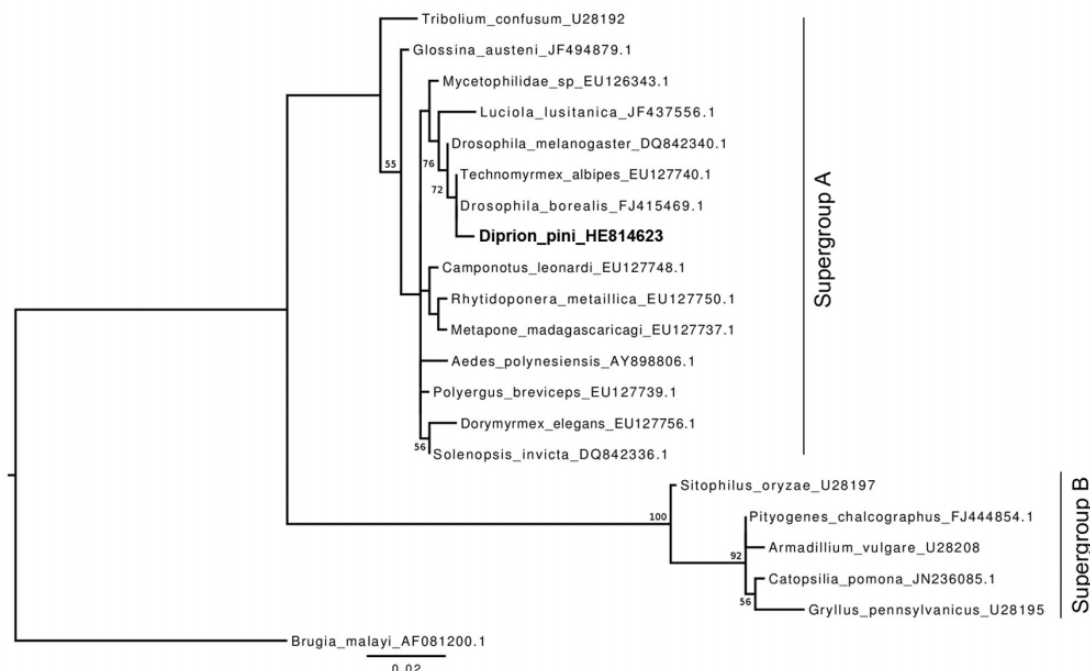 Tribolium_confusum_U28192
Glossina_austeni_JF494879.1
Mycetophilidae_sp_EU126343.1
Luciola_lusitanica_JF437556.1
Drosophila_melanogaster_DQ842340.1
55
76
Technomyrmex_albipes_EU127740.1
72
Drosophila_borealis_FJ415469.1
Diprion_pini_HE814623
Supergroup A
Camponotus_leonardi_EU127748.1
Rhytidoponera_metaillica_EU127750.1
Metapone_madagascaricagi_EU127737.1
Aedes_polynesiensis_AY898806.1
Polyergus_breviceps_EU127739.1
Dorymyrmex_elegans_EU127756.1
56
Solenopsis_invicta_DQ842336.1
Sitophilus_oryzae_U28197
100
Pityogenes_chalcographus_FJ444854.1
Armadillium_vulgare_U28208
92
Catopsilia_pomona_JN236085.1
56
Gryllus_pennsylvanicus_U28195
Supergroup B
Brugia_malayi_AF081200.1
0.02